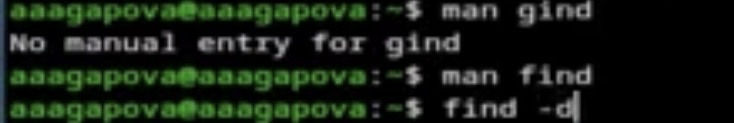 aaagapova@aaagapova:~$ man gind
No manual entry for gind
aaagapova@aaagapova:~$ man find
aaagapova@aaagapova:~$ find -d